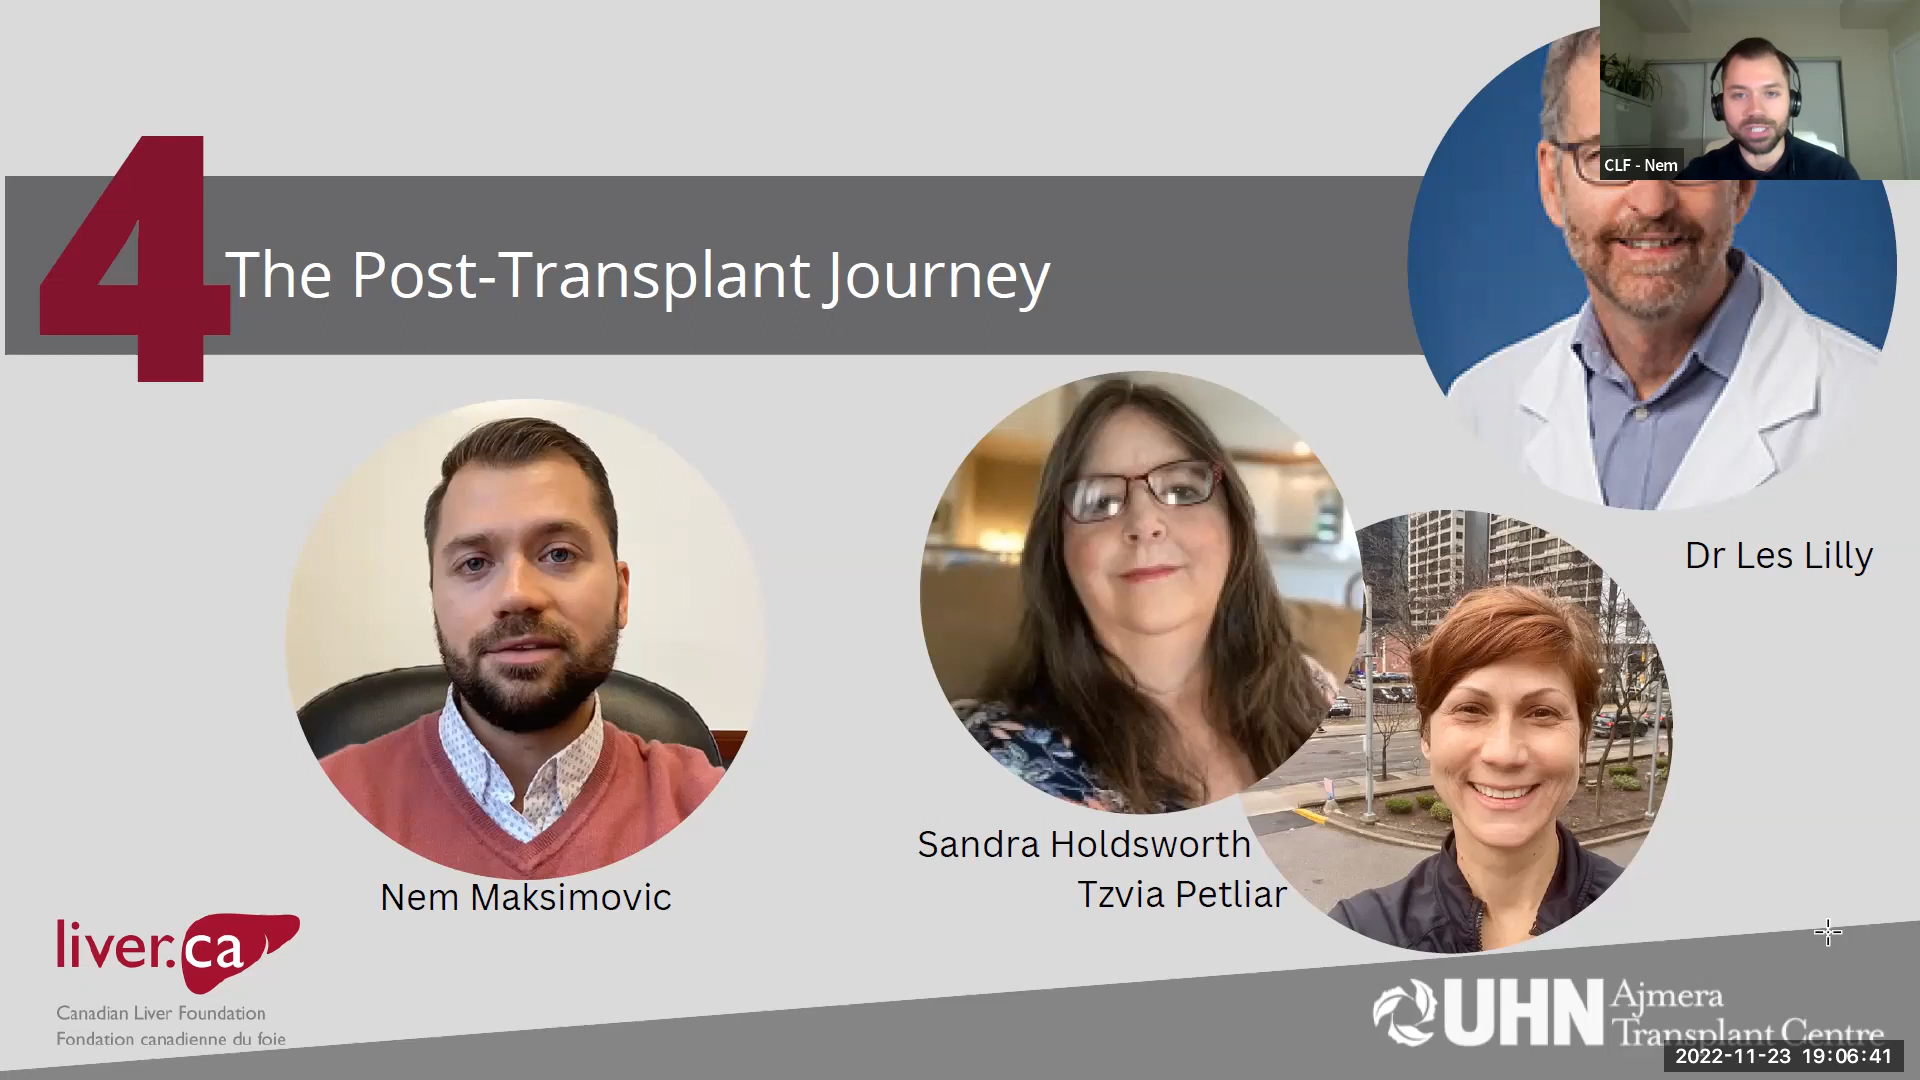 CLF - Nem
4
The Post-Transplant Journey
Dr Les Lilly
Sandra Holdsworth
Tzvia Petliar
Nem Maksimovic
liver.ca
Canadian Liver Foundation
Fondation canadienne du foie
UHN Ajmera
Transplant Centre
2022-11-23 19:06:41